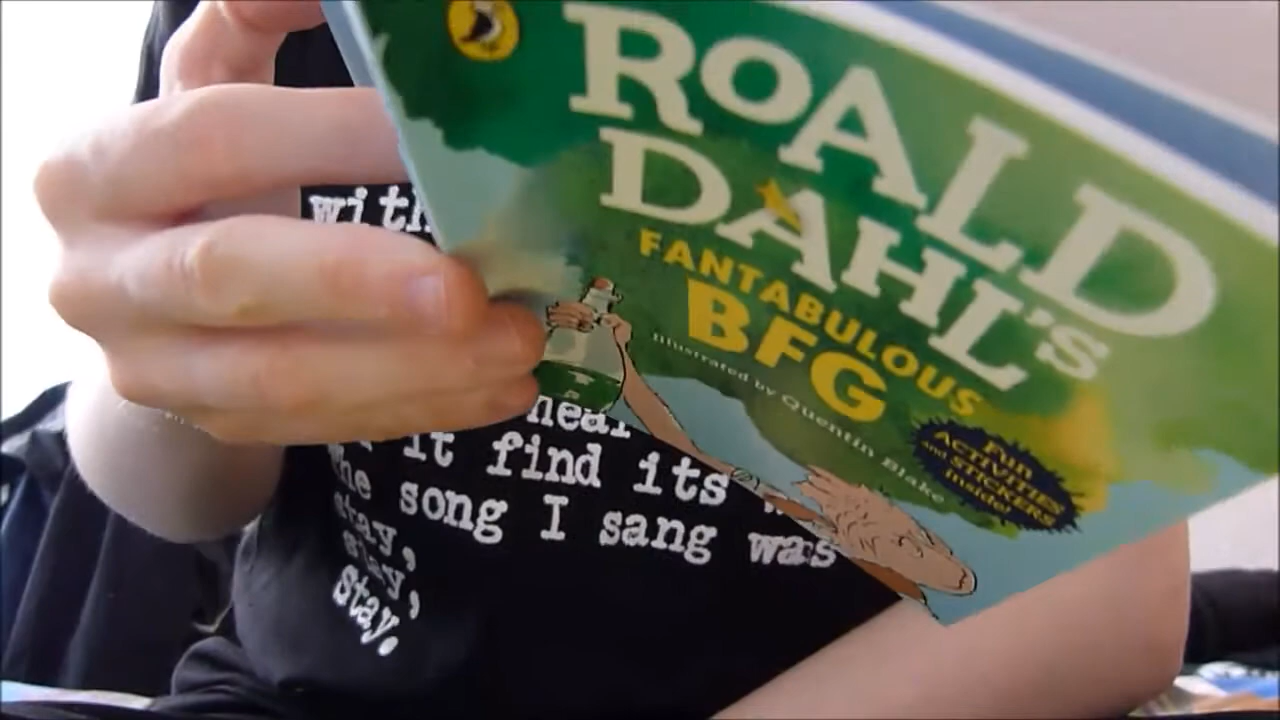 ROALD
DAHL'S
FANTABULOUS
BFG
Illustrated by Quentin Blake
Fun
ACTIVITIES
and STICKERS
inside!
with
hear
it find its
the song I sang was
stay,
stay,
stay.